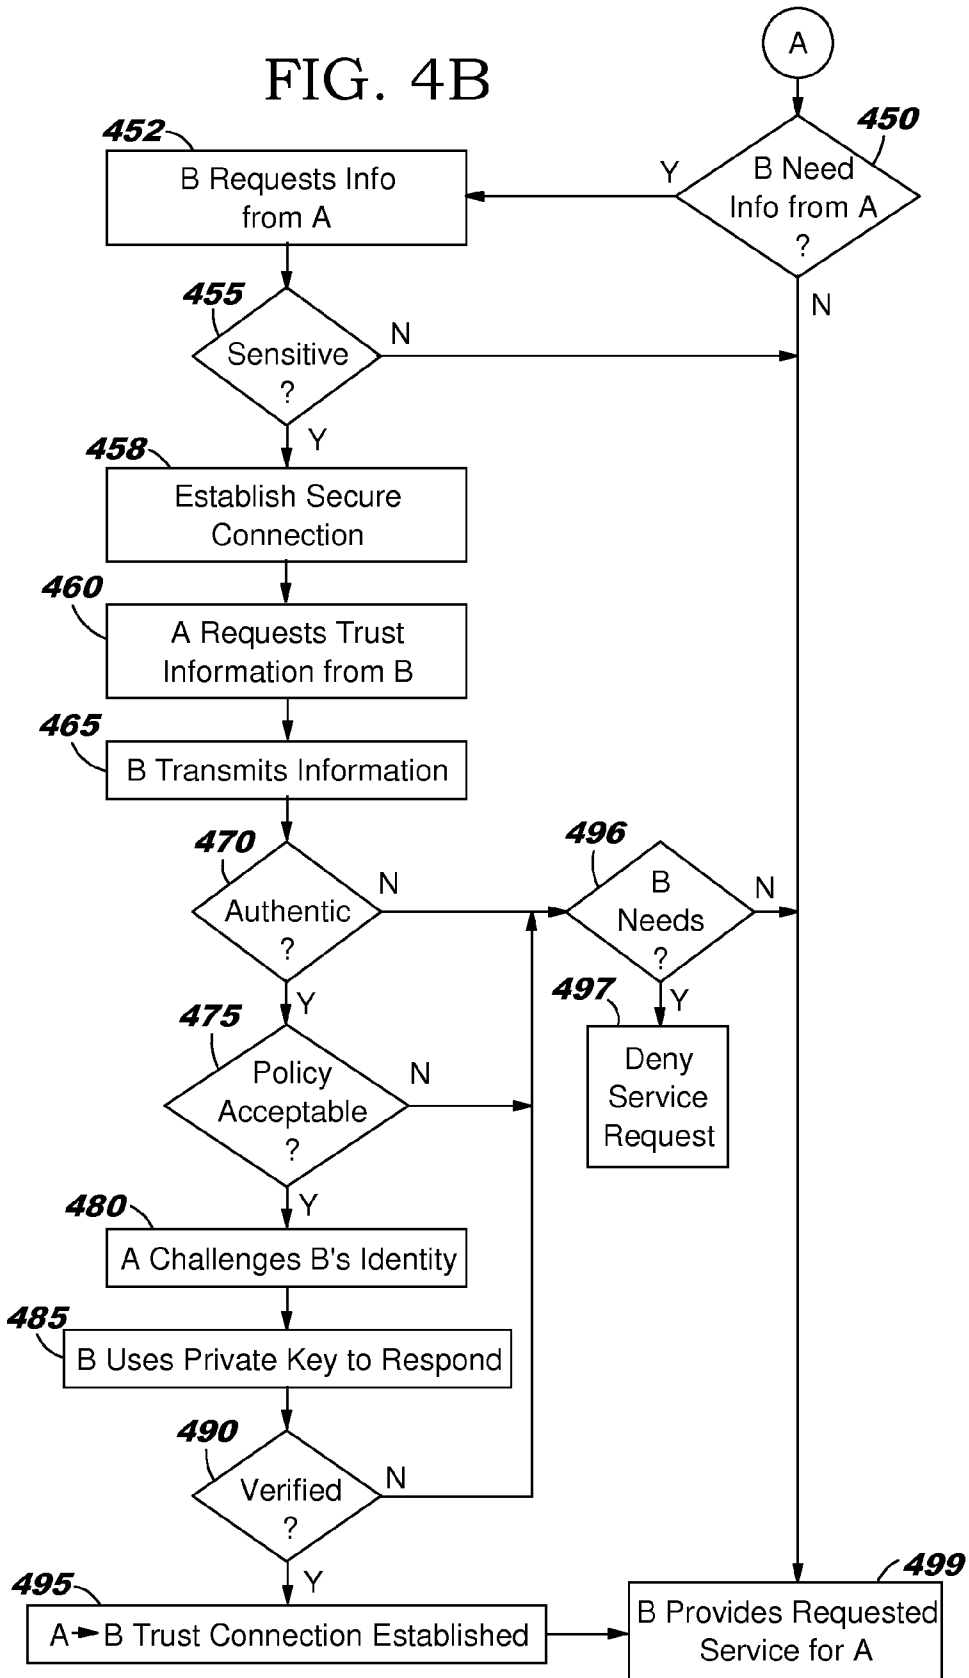 FIG. 4B
A
450
B Need
Info from A
?
Y
N
452
B Requests Info
from A
455
Sensitive
?
N
Y
458
Establish Secure
Connection
460
A Requests Trust
Information from B
465
B Transmits Information
470
Authentic
?
N
Y
496
B
Needs
?
N
Y
497
Deny
Service
Request
475
Policy
Acceptable
?
N
Y
480
A Challenges B's Identity
485
B Uses Private Key to Respond
490
Verified
?
N
Y
495
A→B Trust Connection Established
499
B Provides Requested
Service for A